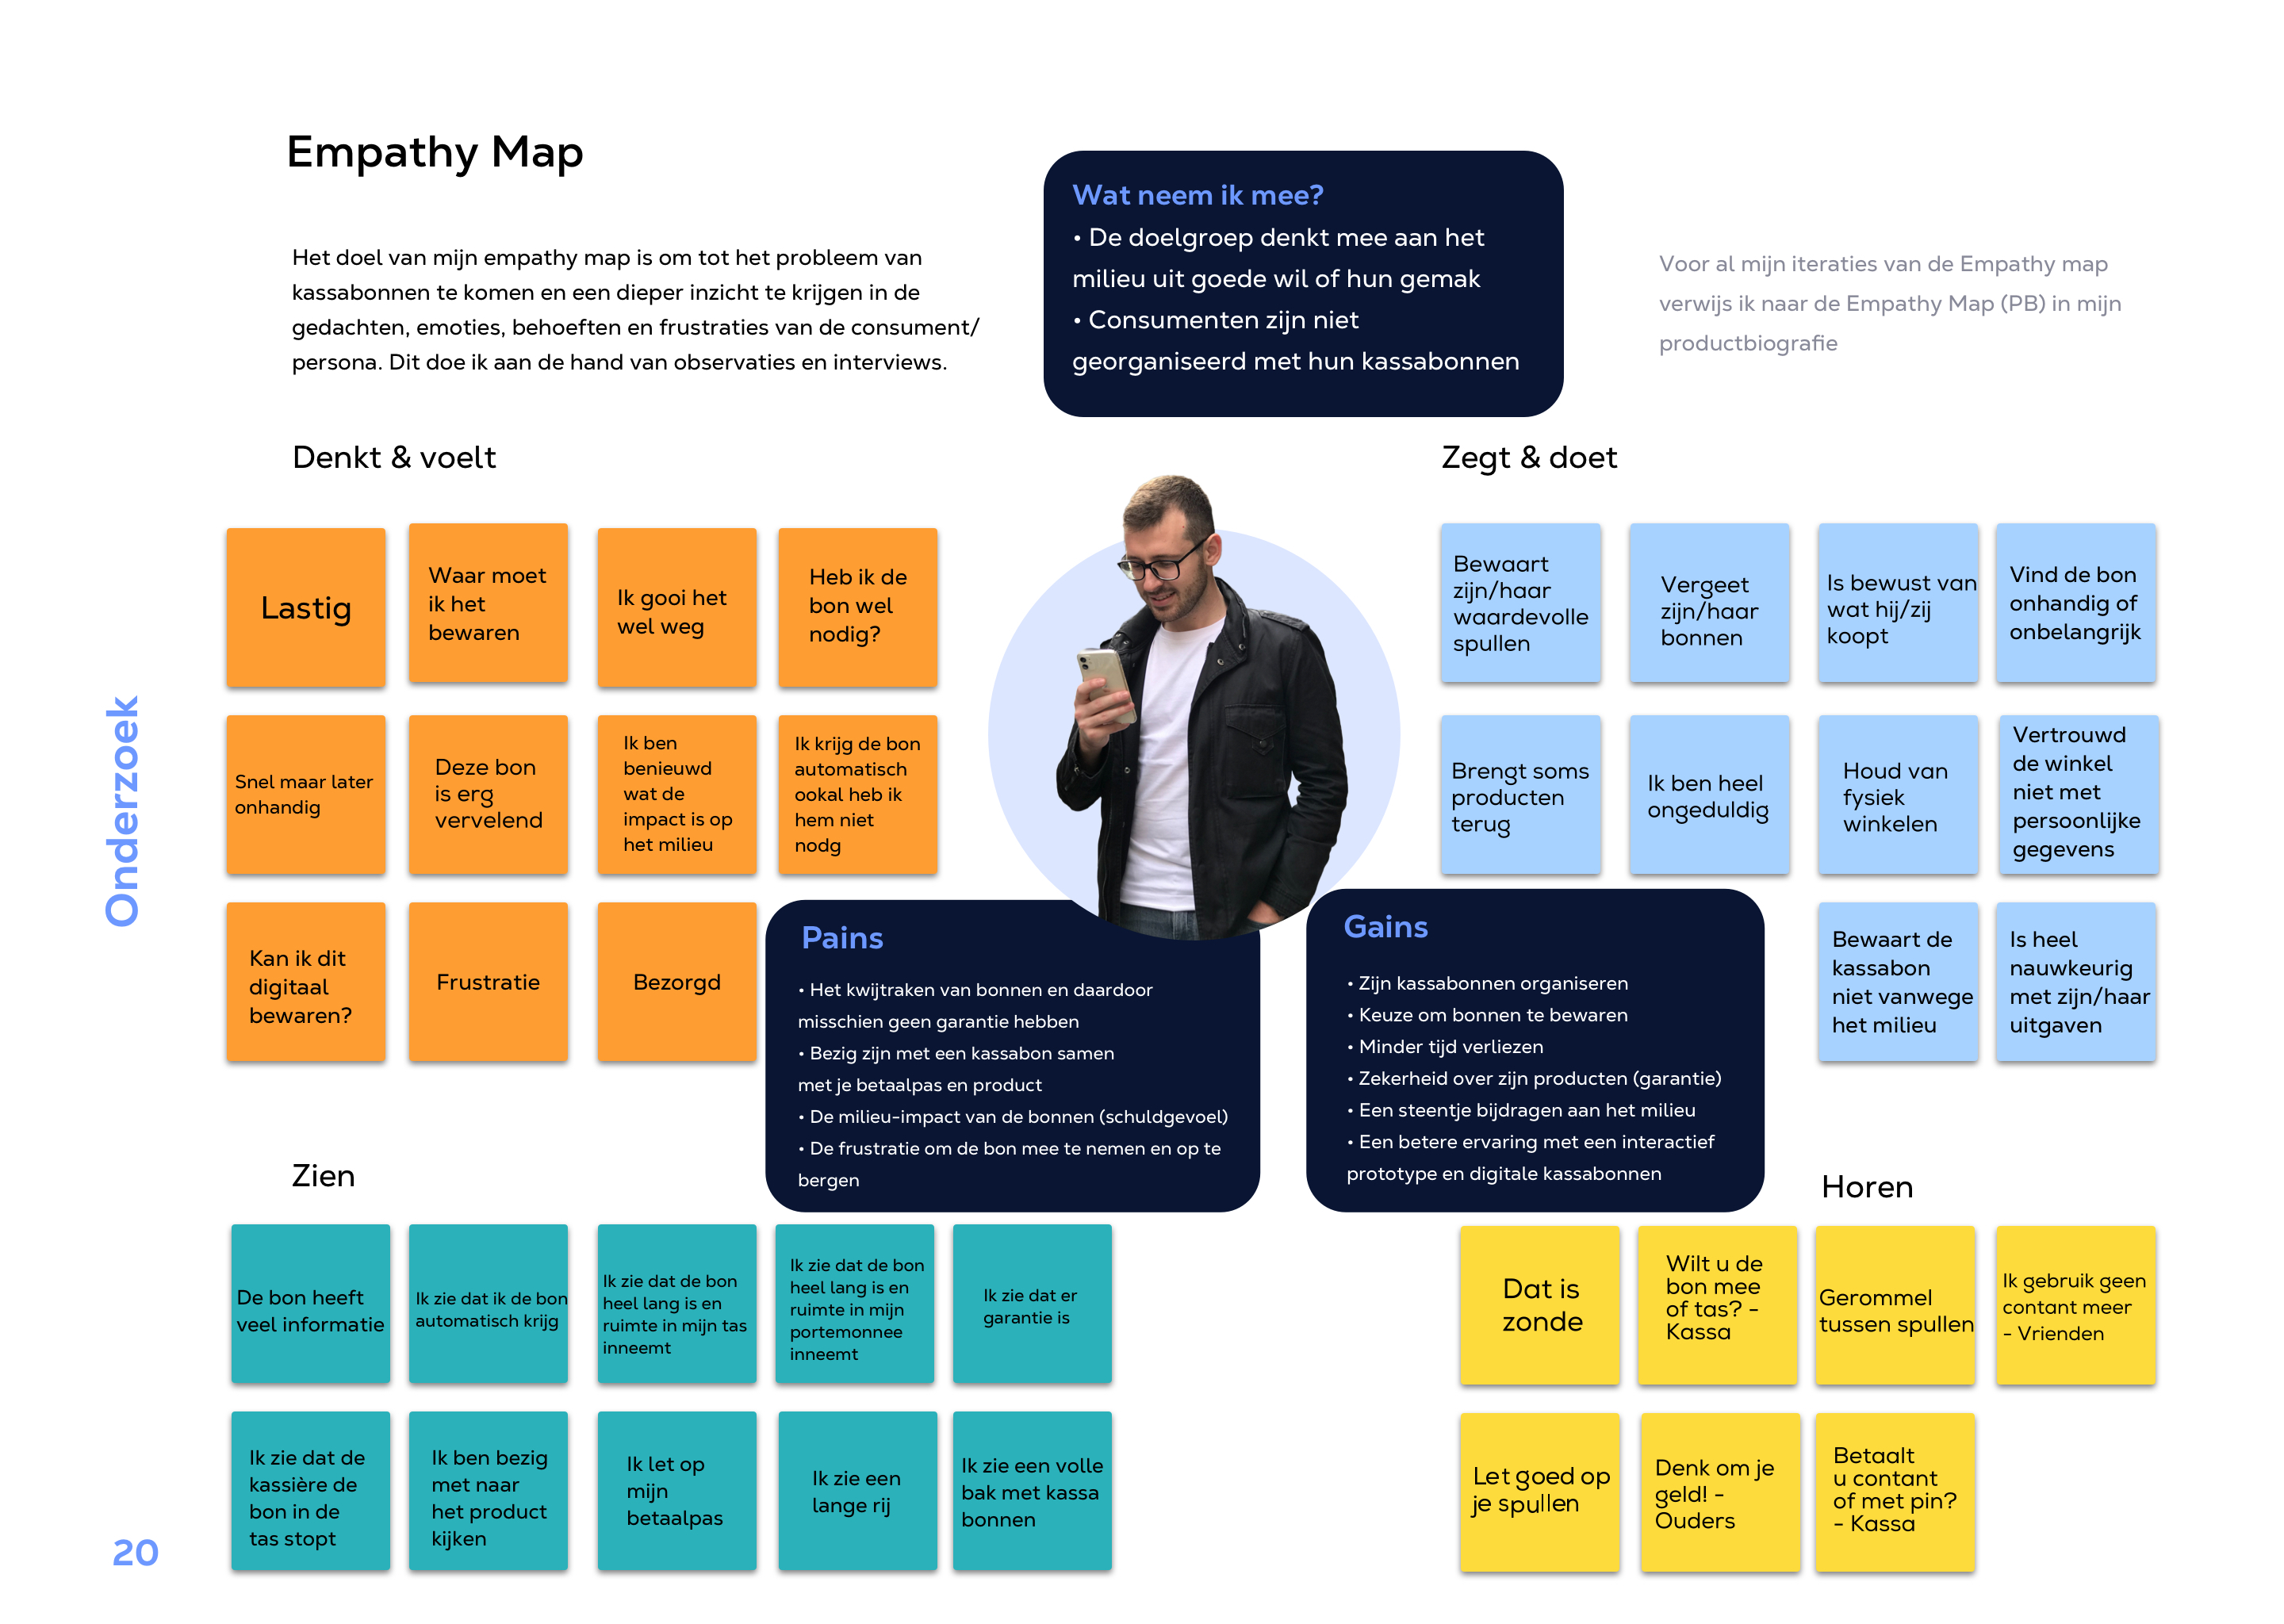 Empathy Map
Het doel van mijn empathy map is om tot het probleem van
kassabonnen te komen en een dieper inzicht te krijgen in de
gedachten, emoties, behoeften en frustraties van de consument/
persona. Dit doe ik aan de hand van observaties en interviews.
Wat neem ik mee?
• De doelgroep denkt mee aan het
milieu uit goede wil of hun gemak
• Consumenten zijn niet
georganiseerd met hun kassabonnen
Voor al mijn iteraties van de Empathy map
verwijs ik naar de Empathy Map (PB) in mijn
productbiografie
Onderzoek
Denkt & voelt
Lastig
Waar moet
ik het
bewaren
Ik gooi het
wel weg
Heb ik de
bon wel
nodig?
Snel maar later
onhandig
Deze bon
is erg
vervelend
Ik ben
benieuwd
wat de
impact is op
het milieu
Ik krijg de bon
automatisch
ookal heb ik
hem niet
nodg
Kan ik dit
digitaal
bewaren?
Frustratie
Bezorgd
Zegt & doet
Bewaart
zijn/haar
waardevolle
spullen
Vergeet
zijn/haar
bonnen
Is bewust van
wat hij/zij
koopt
Vind de bon
onhandig of
onbelangrijk
Brengt soms
producten
terug
Ik ben heel
ongeduldig
Houd van
fysiek
winkelen
Vertrouwd
de winkel
niet met
persoonlijke
gegevens
Bewaart de
kassabon
niet vanwege
het milieu
Is heel
nauwkeurig
met zijn/haar
uitgaven
Pains
• Het kwijtraken van bonnen en daardoor
misschien geen garantie hebben
• Bezig zijn met een kassabon samen
met je betaalpas en product
• De milieu-impact van de bonnen (schuldgevoel)
• De frustratie om de bon mee te nemen en op te
bergen
Gains
• Zijn kassabonnen organiseren
• Keuze om bonnen te bewaren
• Minder tijd verliezen
• Zekerheid over zijn producten (garantie)
• Een steentje bijdragen aan het milieu
• Een betere ervaring met een interactief
prototype en digitale kassabonnen
Zien
De bon heeft
veel informatie
Ik zie dat ik de bon
automatisch krijg
Ik zie dat de bon
heel lang is en
ruimte in mijn tas
inneemt
Ik zie dat de bon
heel lang is en
ruimte in mijn
portemonnee
inneemt
Ik zie dat er
garantie is
Ik zie dat de
kassière de
bon in de
tas stopt
Ik ben bezig
met naar
het product
kijken
Ik let op
mijn
betaalpas
Ik zie een
lange rij
Ik zie een volle
bak met kassa
bonnen
Horen
Dat is
zonde
Wilt u de
bon mee
of tas? -
Kassa
Gerommel
tussen spullen
Ik gebruik geen
contant meer
- Vrienden
Let goed op
je spullen
Denk om je
geld! -
Ouders
Betaalt
u contant
of met pin?
- Kassa
20